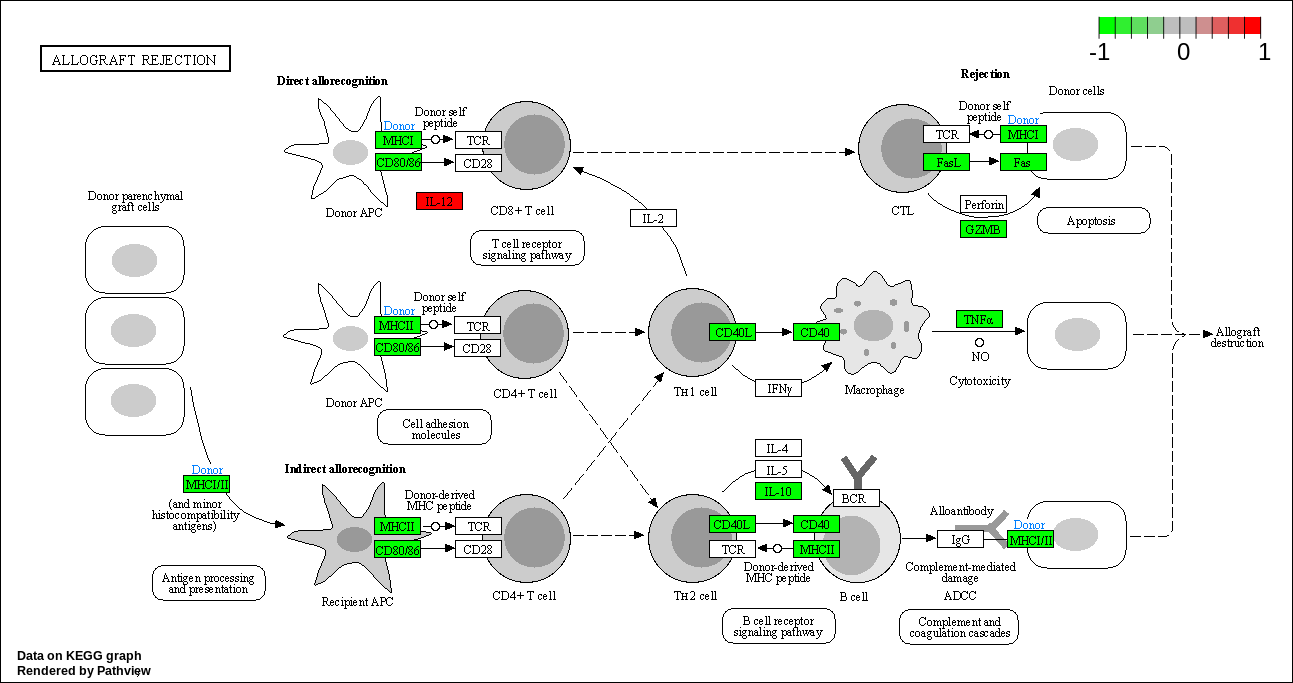 ALLOGRAFT REJECTION
-1
0
1
Direct allorecognition
Donor
MHCI
CD80/86
Donor self
peptide
TCR
CD28
IL-12
Donor APC
CD8+ T cell
T cell receptor
signaling pathway
IL-2
Rejection
Donor cells
Donor self
peptide
Donor
TCR
MHCI
FasL
Fas
Perforin
GZMB
CTL
Apoptosis
Donor parenchymal
graft cells
Donor self
peptide
Donor
MHCII
CD80/86
TCR
CD28
Donor APC
CD4+ T cell
Cell adhesion
molecules
CD40L
CD40
IFNγ
TH1 cell
Macrophage
TNFα
NO
Cytotoxicity
Allograft
destruction
Donor
MHCI/II
(and minor
histocompatibility
antigens)
Antigen processing
and presentation
Indirect allorecognition
Donor-derived
MHC peptide
MHCII
CD80/86
TCR
CD28
Recipient APC
CD4+ T cell
IL-4
IL-5
IL-10
BCR
CD40L
CD40
TCR
MHCII
Donor-derived
MHC peptide
TH2 cell
B cell
B cell receptor
signaling pathway
Alloantibody
IgG
Donor
MHCI/II
Complement-mediated
damage
ADCC
Complement and
coagulation cascades
Data on KEGG graph
Rendered by Pathview